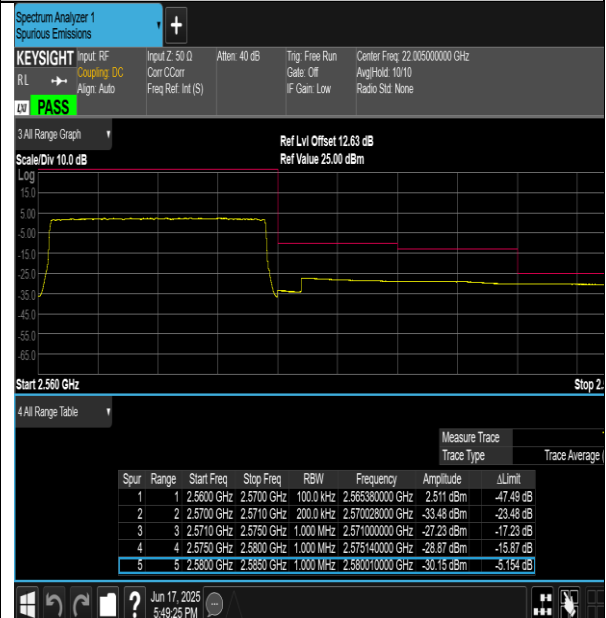 Spectrum Analyzer 1
Spurious Emissions
KEYSIGHT Input: RF Input Z: 50 Ω Atten: 40 dB Trig: Free Run Center Freq: 22.005000000 GHz
RL Coupling: DC Corr CCorr Gate: Off Avg|Hold: 10/10
Align: Auto Freq Ref: Int (S) IF Gain: Low Radio Std: None
LXI PASS
3 All Range Graph
Ref Lvl Offset 12.63 dB
Scale/Div 10.0 dB Ref Value 25.00 dBm
Log
15.0
5.00
-5.00
-15.0
-25.0
-35.0
-45.0
-55.0
-65.0
Start 2.560 GHz Stop 2.
4 All Range Table
Measure Trace
Trace Type Trace Average (
Spur Range Start Freq Stop Freq RBW Frequency Amplitude ΔLimit
1 1 2.5600 GHz 2.5700 GHz 100.0 kHz 2.565380000 GHz 2.511 dBm -47.49 dB
2 2 2.5700 GHz 2.5710 GHz 200.0 kHz 2.570028000 GHz -33.48 dBm -23.48 dB
3 3 2.5710 GHz 2.5750 GHz 1.000 MHz 2.571000000 GHz -27.23 dBm -17.23 dB
4 4 2.5750 GHz 2.5800 GHz 1.000 MHz 2.575140000 GHz -28.87 dBm -15.87 dB
5 5 2.5800 GHz 2.5850 GHz 1.000 MHz 2.580010000 GHz -30.15 dBm -5.154 dB
? Jun 17, 2025
5:49:25 PM